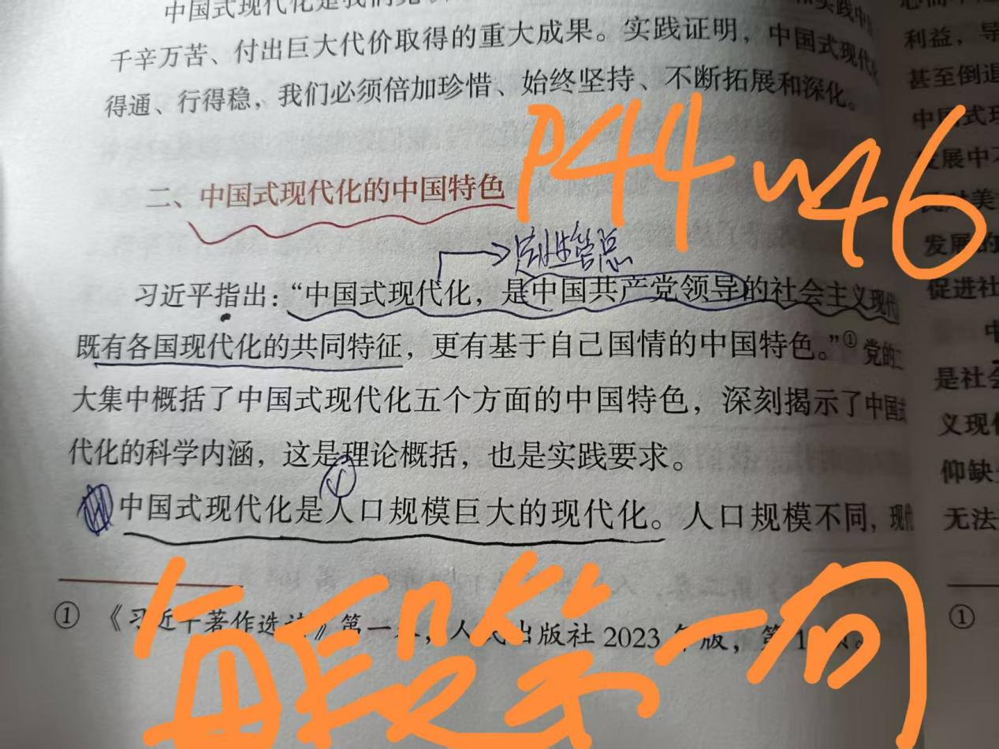 中国式现代化是我们党
和实践中
千辛万苦、付出巨大代价取得的重大成果。实践证明，中国式现代化
得通、行得稳，我们必须倍加珍惜、始终坚持、不断拓展和深化。
P44~46
二、中国式现代化的中国特色
管总
习近平指出：“中国式现代化，是中国共产党领导的社会主义现代
既有各国现代化的共同特征，更有基于自己国情的中国特色。”①党的二
大集中概括了中国式现代化五个方面的中国特色，深刻揭示了中国式
代化的科学内涵，这是理论概括，也是实践要求。
中国式现代化是人口规模巨大的现代化。人口规模不同，现
每段第一句
① 《习近平著作选读》第一卷，人民出版社 2023 年版，第 1
利益，导
甚至倒退
中国式现
发展中不
民对美
发展的
促进社
中
是社会
义现代
仰缺
无法
①